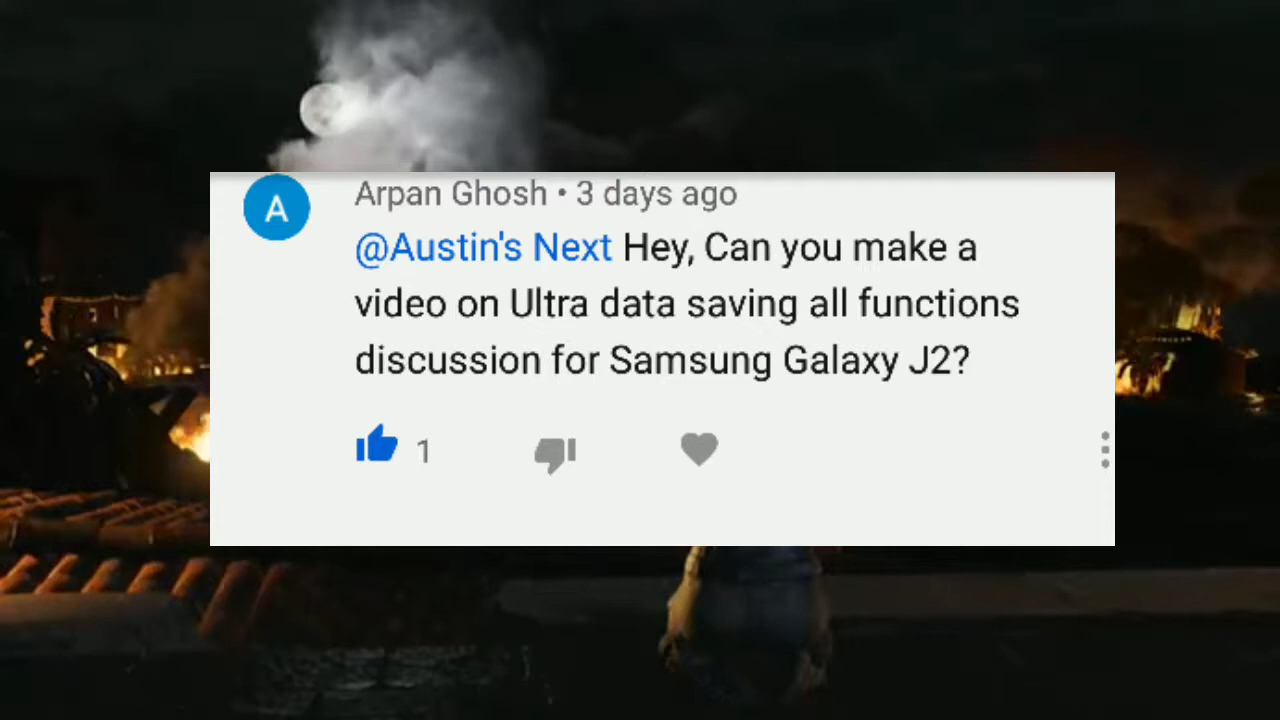 A
Arpan Ghosh • 3 days ago
@Austin's Next Hey, Can you make a
video on Ultra data saving all functions
discussion for Samsung Galaxy J2?
1